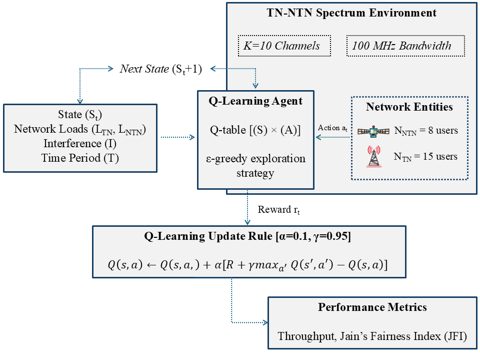 TN-NTN Spectrum Environment
K=10 Channels
100 MHz Bandwidth
Next State (St+1)
Q-Learning Agent
Q-table [(S) × (A)]
ε-greedy exploration
strategy
State (St)
Network Loads (LTN, LNTN)
Interference (I)
Time Period (T)
Action at
Network Entities
NNTN = 8 users
NTN = 15 users
Reward rt
Q-Learning Update Rule [α=0.1, γ=0.95]
Q(s,a) ← Q(s,a,) + α[R + γmaxa′ Q(s′,a′) − Q(s,a)]
Performance Metrics
Throughput, Jain's Fairness Index (JFI)